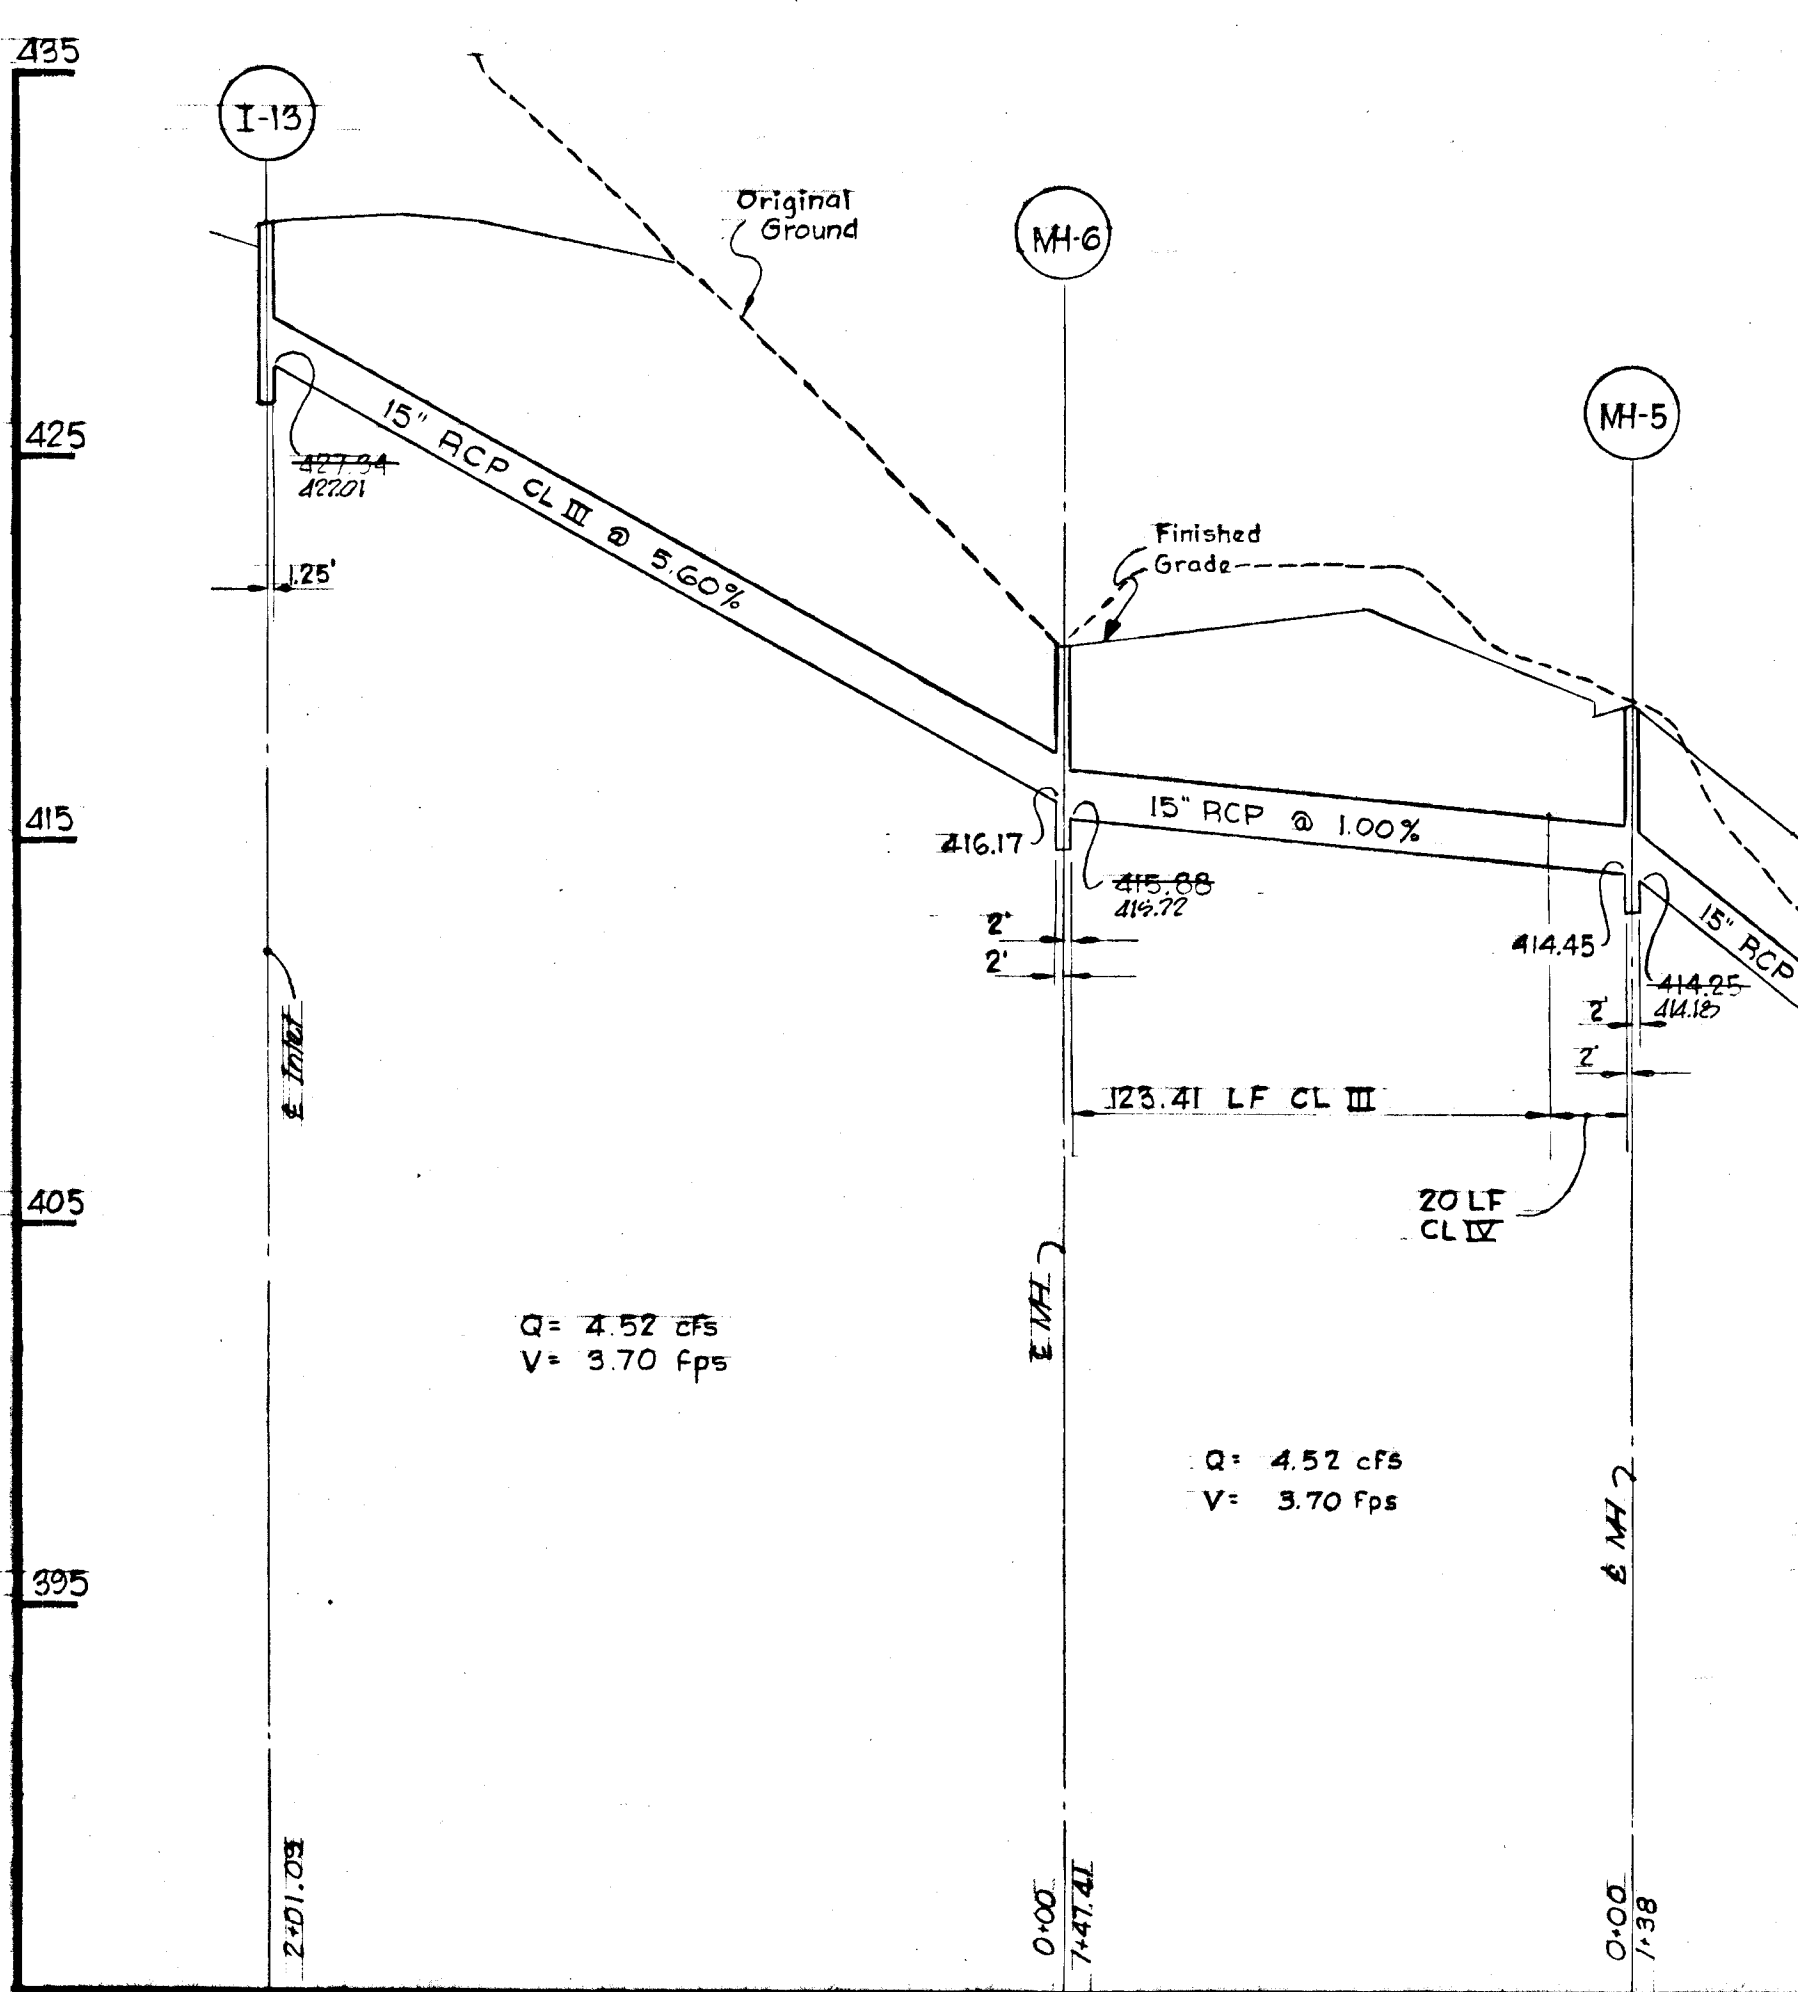 435
I-13
Original
Ground
MH-6
MH-5
425
427.34
427.01
15" RCP CL III @ 5.60%
1.25'
Finished
Grade
415
416.17
15" RCP @ 1.00%
415.88
415.72
2'
2'
414.45
15" RCP
414.25
414.18
2'
2'
℄ Inlet
123.41 LF CL III
405
20 LF
CL IV
℄ MH
Q= 4.52 cfs
V= 3.70 fps
Q= 4.52 cfs
V= 3.70 fps
℄ MH
395
2+01.09
0+00
1+47.41
0+00
1+38